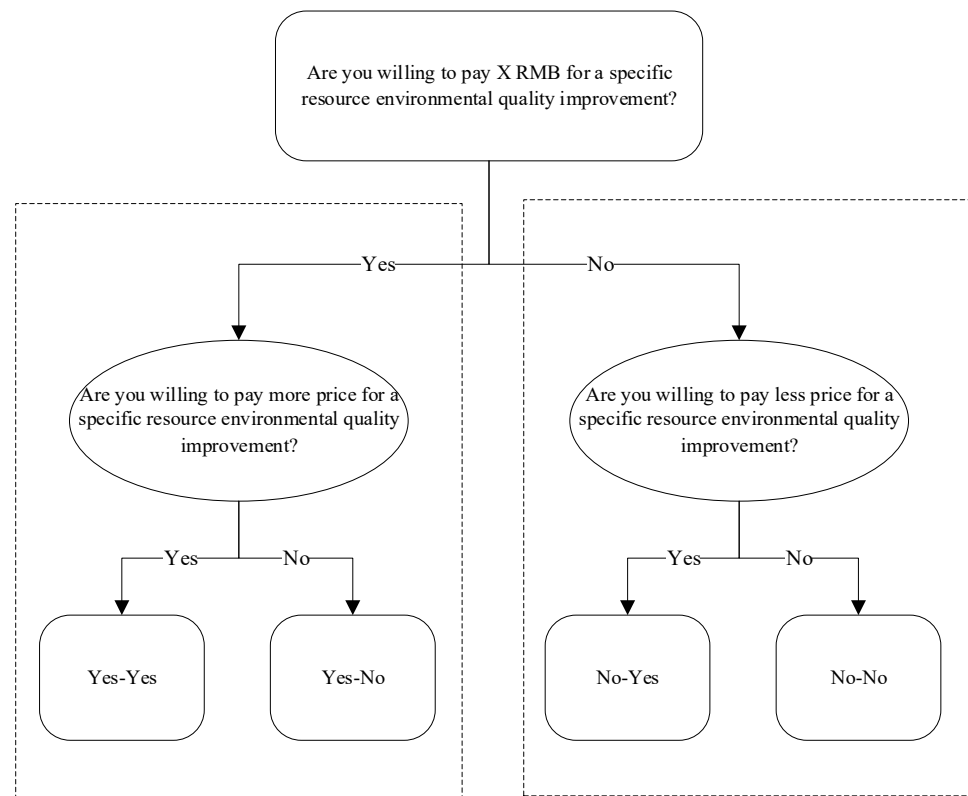 Are you willing to pay X RMB for a specific
resource environmental quality improvement?
Yes
No
Are you willing to pay more price for a
specific resource environmental quality
improvement?
Are you willing to pay less price for a
specific resource environmental quality
improvement?
Yes
No
Yes
No
Yes-Yes
Yes-No
No-Yes
No-No